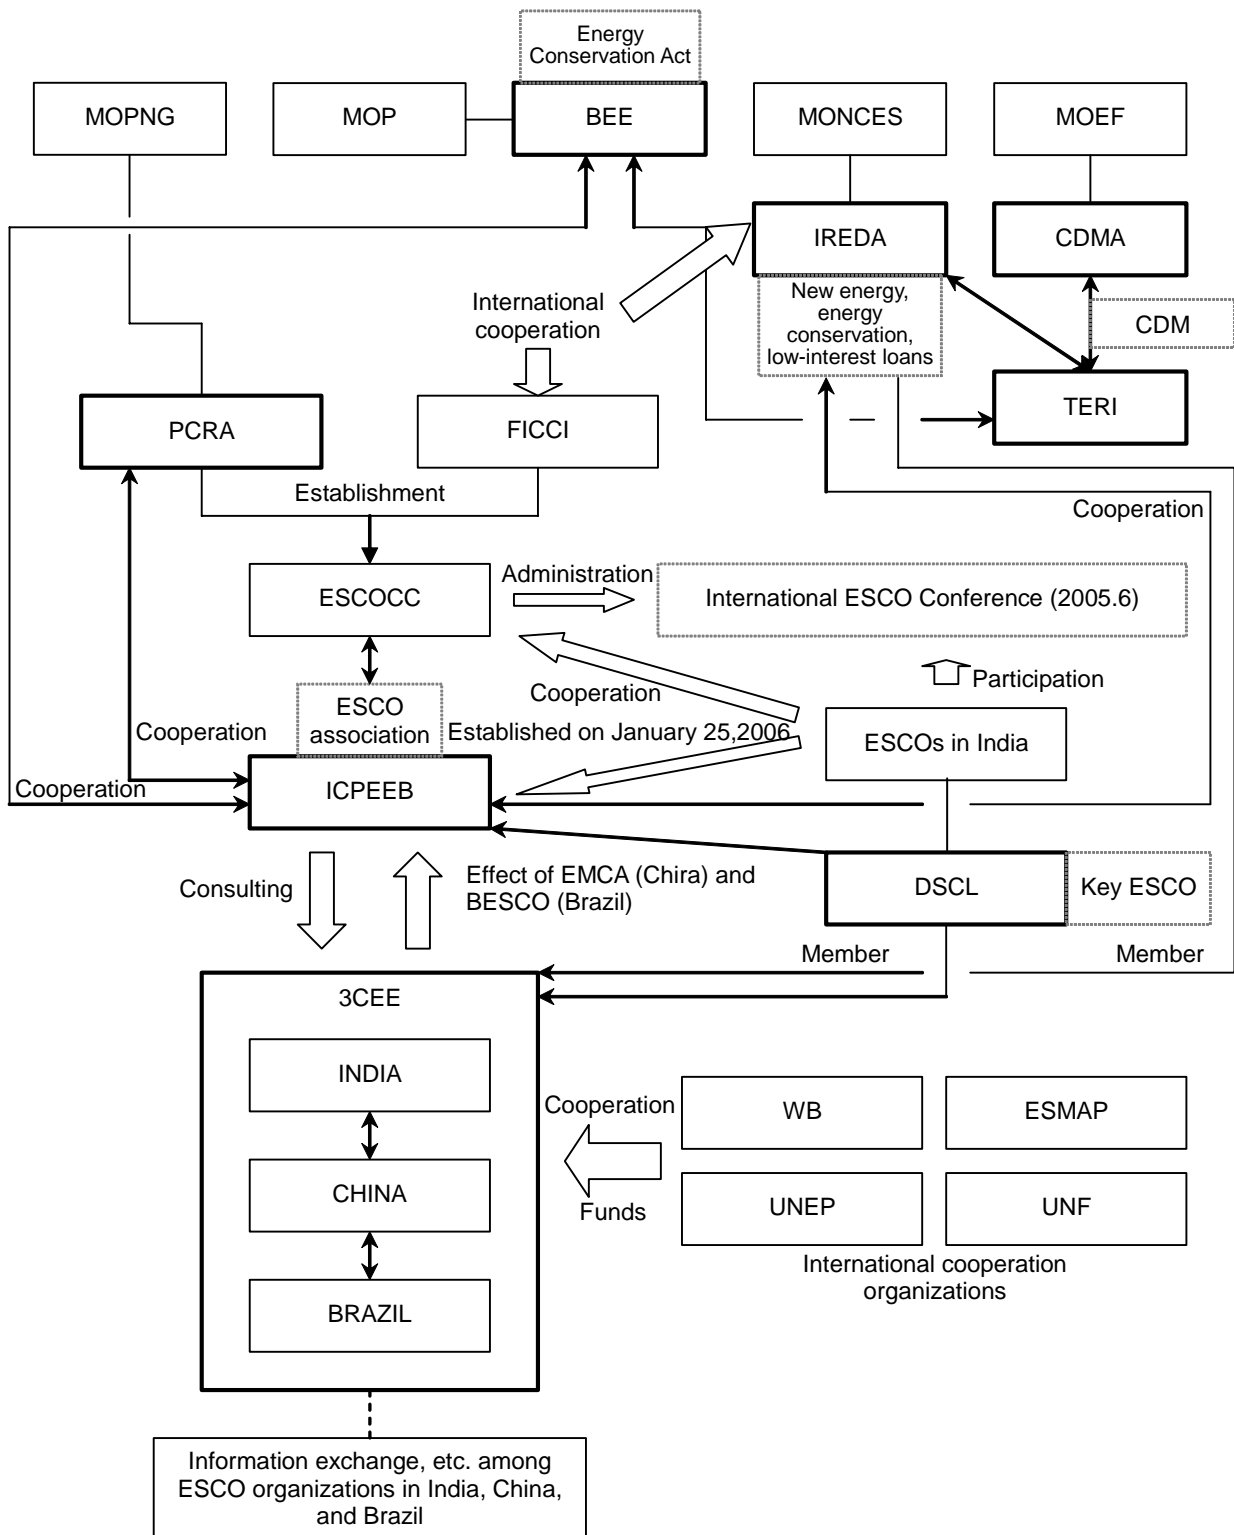 Energy
Conservation Act
MOPNG
MOP
BEE
MONCES
MOEF
IREDA
CDMA
International
cooperation
New energy,
energy
conservation,
low-interest loans
CDM
PCRA
FICCI
TERI
Establishment
Cooperation
ESCOCC
Administration
International ESCO Conference (2005.6)
Cooperation
Participation
ESCO
association
Cooperation
Established on January 25,2006
ESCOs in India
Cooperation
ICPEEB
Consulting
Effect of EMCA (Chira) and
BESCO (Brazil)
DSCL
Key ESCO
Member
Member
3CEE
INDIA
Cooperation
WB
ESMAP
CHINA
Funds
UNEP
UNF
International cooperation
organizations
BRAZIL
Information exchange, etc. among
ESCO organizations in India, China,
and Brazil